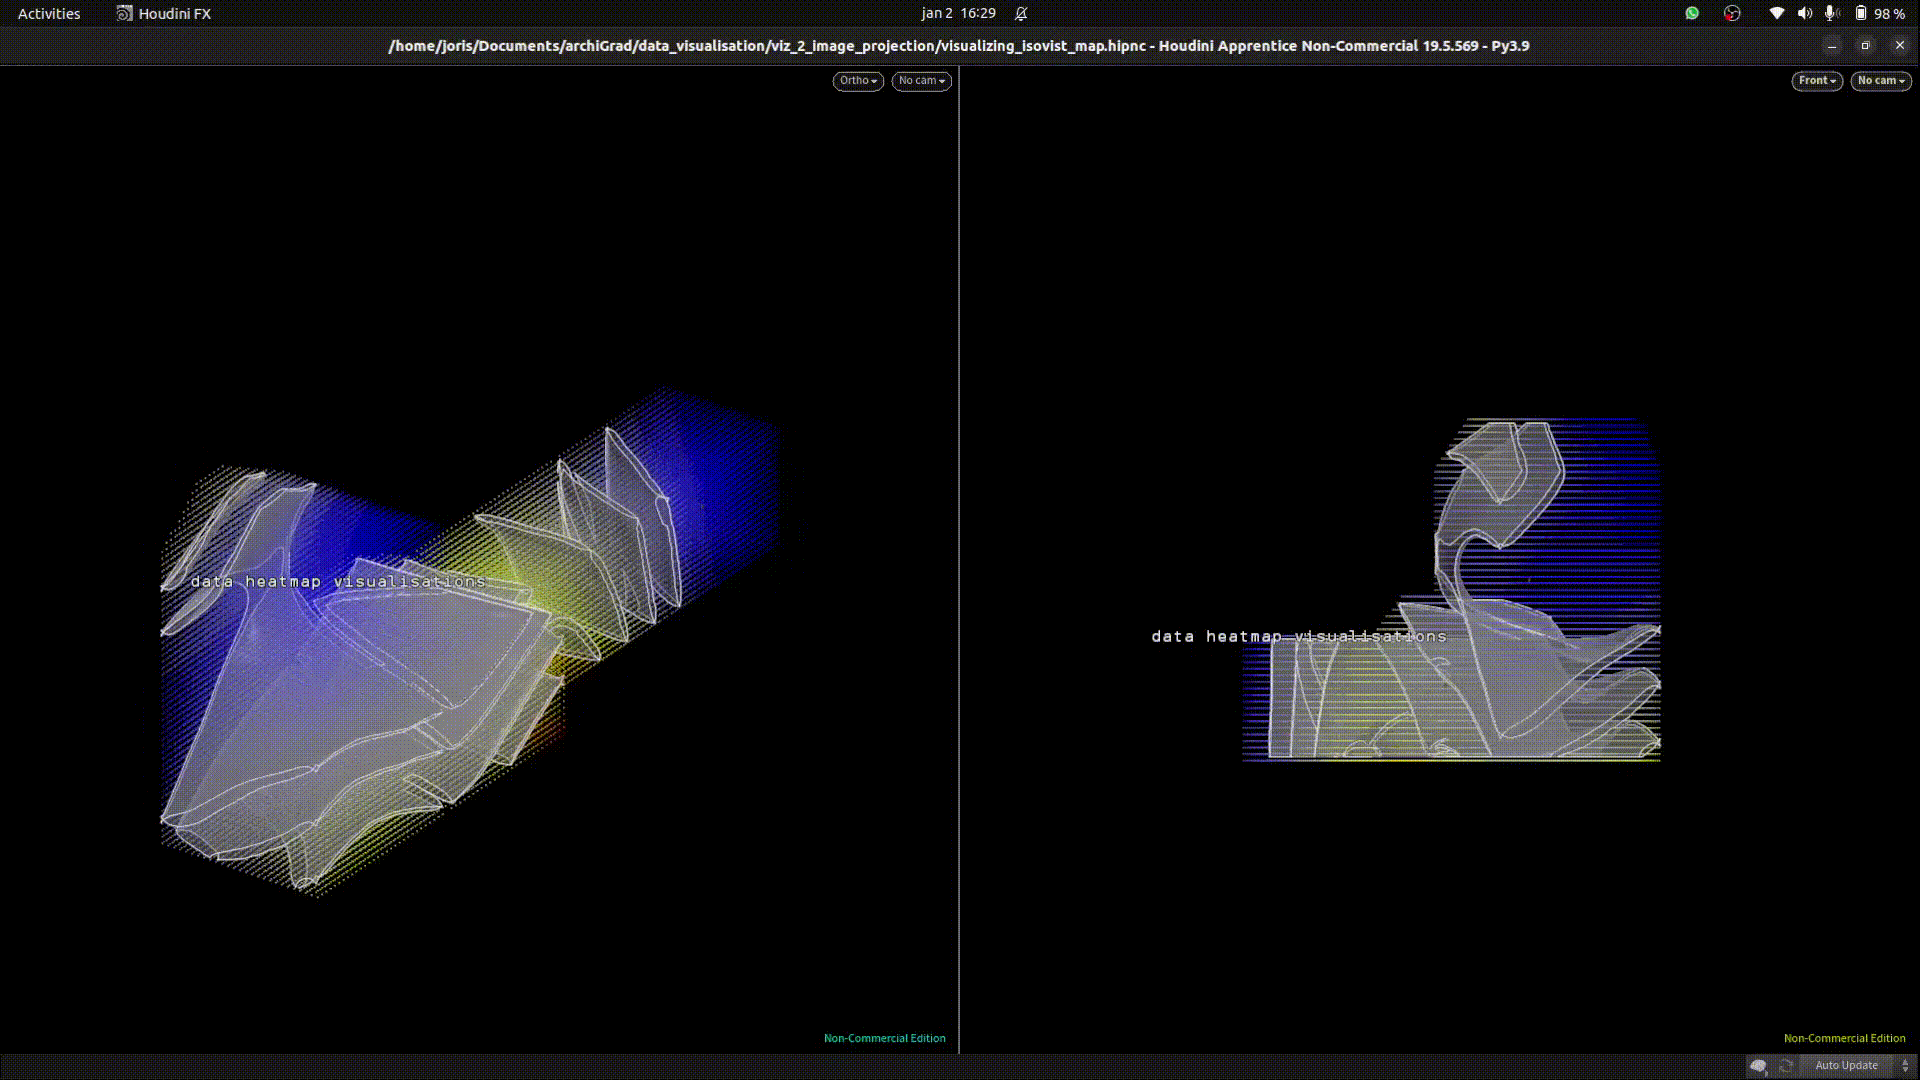 Activities Houdini FX jan 2 16:29 98 %
/home/joris/Documents/archiGrad/data_visualisation/viz_2_image_projection/visualizing_isovist_map.hipnc - Houdini Apprentice Non-Commercial 19.5.569 - Py3.9
Ortho No cam Front No cam
data heatmap visualisations
data heatmap visualisations
Non-Commercial Edition Non-Commercial Edition
Auto Update